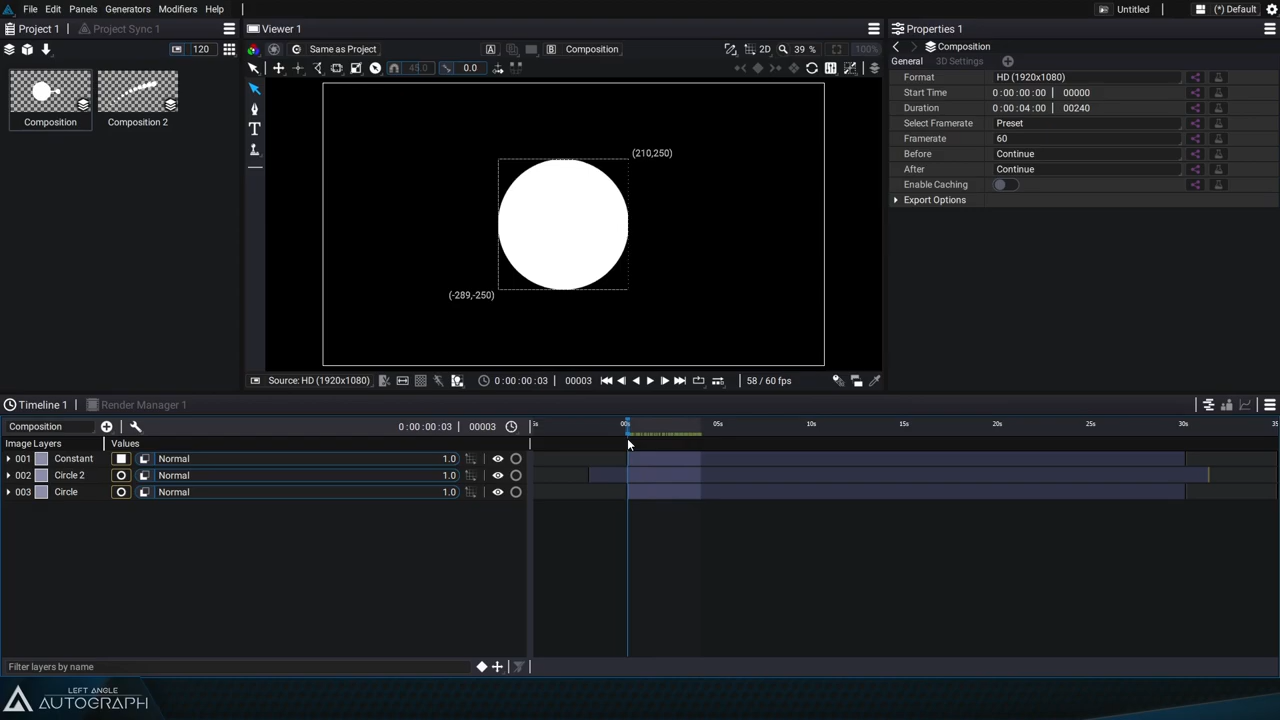 File Edit Panels Generators Modifiers Help
Untitled (*) Default
Project 1 Project Sync 1
120
Composition Composition 2
Viewer 1
Same as Project A B Composition 2D 39 % 100%
45.0 0.0
T
(210,250)
(-289,-250)
Source: HD (1920x1080) 0:00:00:03 00003 58 / 60 fps
Properties 1
Composition
General 3D Settings
Format HD (1920x1080)
Start Time 0:00:00:00 00000
Duration 0:00:04:00 00240
Select Framerate Preset
Framerate 60
Before Continue
After Continue
Enable Caching
Export Options
Timeline 1 Render Manager 1
Composition 0:00:00:03 00003
00s 05s 10s 15s 20s 25s 30s 35
Image Layers Values
001 Constant Normal 1.0
002 Circle 2 Normal 1.0
003 Circle Normal 1.0
Filter layers by name
LEFT ANGLE
AUTOGRAPH